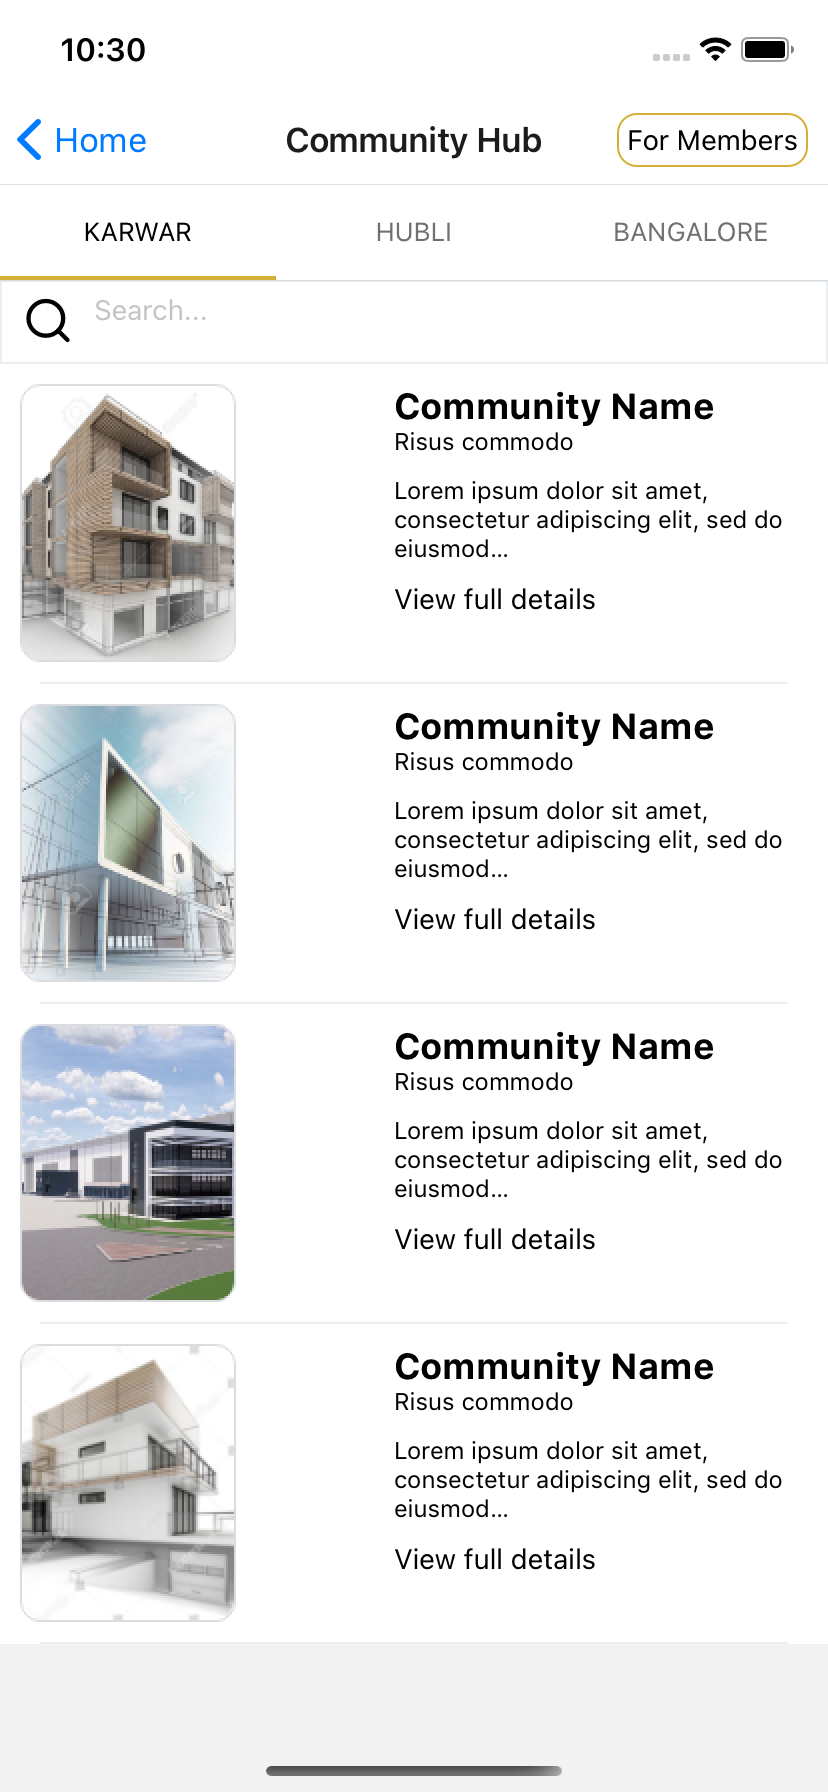 10:30
Home
Community Hub
For Members
KARWAR
HUBLI
BANGALORE
Search...
Community Name
Risus commodo
Lorem ipsum dolor sit amet,
consectetur adipiscing elit, sed do
eiusmod...
View full details
Community Name
Risus commodo
Lorem ipsum dolor sit amet,
consectetur adipiscing elit, sed do
eiusmod...
View full details
Community Name
Risus commodo
Lorem ipsum dolor sit amet,
consectetur adipiscing elit, sed do
eiusmod...
View full details
Community Name
Risus commodo
Lorem ipsum dolor sit amet,
consectetur adipiscing elit, sed do
eiusmod...
View full details